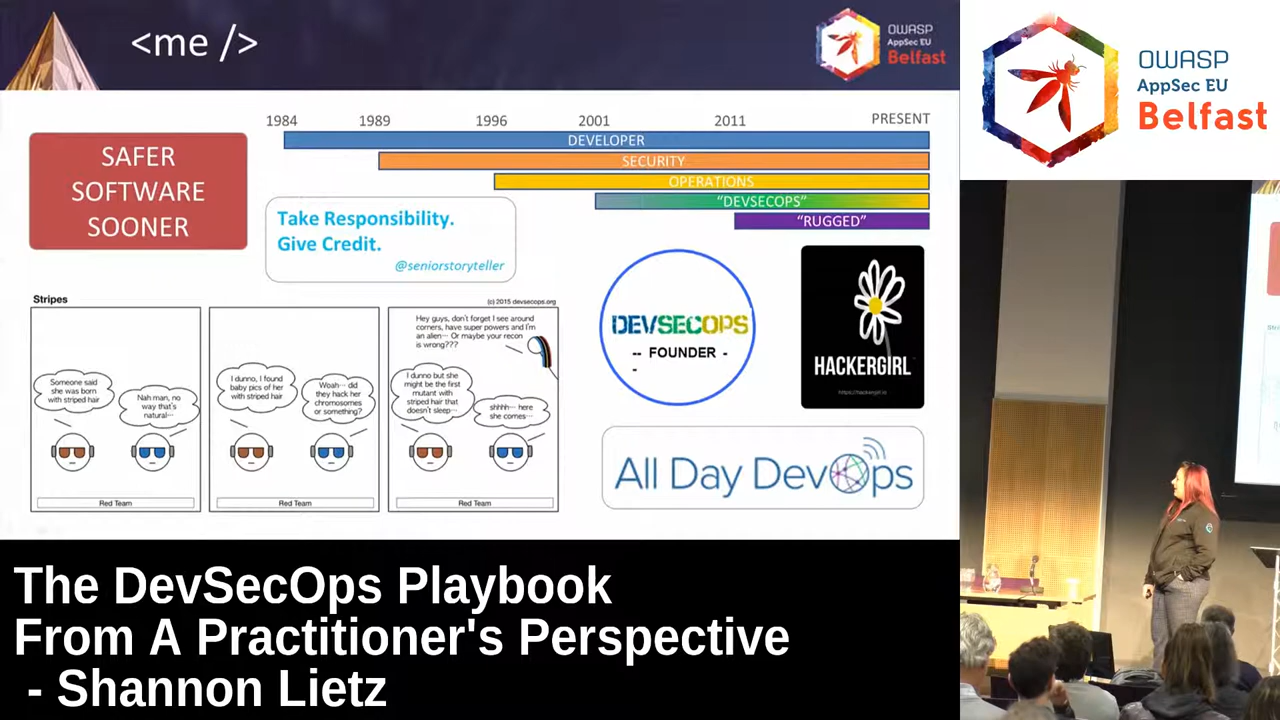 <me />
OWASP
AppSec EU
Belfast
OWASP
AppSec EU
Belfast
SAFER
SOFTWARE
SOONER
1984 1989 1996 2001 2011 PRESENT
DEVELOPER
SECURITY
OPERATIONS
“DEVSECOPS”
“RUGGED”
Take Responsibility.
Give Credit.
@seniorstoryteller
Stripes
(c) 2015 devsecops.org
Someone said
she was born
with striped hair
Nah man, no
way that's
natural...
Red Team
I dunno, I found
baby pics of her
with striped hair
Woah... did
they hack her
chromosomes
or something?
Red Team
Hey guys, don't forget I see around
corners, have super powers and I'm
an alien... Or maybe your recon
is wrong???
I dunno but she
might be the first
mutant with
striped hair that
doesn't sleep...
shhhh... here
she comes...
Red Team
DEVSECOPS
-- FOUNDER -
-
HACKERGIRL
https://hackergirl.io
All Day DevOps
The DevSecOps Playbook
From A Practitioner's Perspective
- Shannon Lietz